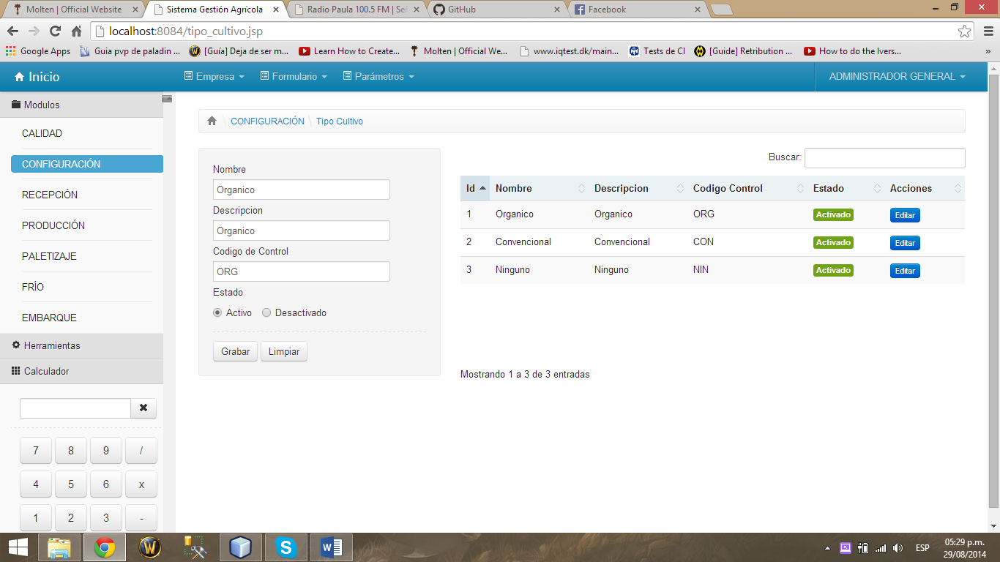 Molten | Official Website
Sistema Gestión Agrícola
Radio Paula 100.5 FM | Señ
GitHub
Facebook
localhost:8084/tipo_cultivo.jsp
Google Apps
Guia pvp de paladin ...
[Guía] Deja de ser m...
Learn How to Create...
Molten | Official We...
www.iqtest.dk/main...
Tests de CI
[Guide] Retribution ...
How to do the Ivers...
»
Inicio
Empresa
Formulario
Parámetros
ADMINISTRADOR GENERAL
Modulos
CALIDAD
CONFIGURACIÓN
RECEPCIÓN
PRODUCCIÓN
PALETIZAJE
FRÍO
EMBARQUE
Herramientas
Calculador
7 8 9 /
4 5 6 x
1 2 3 -
CONFIGURACIÓN \ Tipo Cultivo
Nombre
Organico
Descripcion
Organico
Codigo de Control
ORG
Estado
Activo Desactivado
Grabar Limpiar
Buscar:
Id Nombre Descripcion Codigo Control Estado Acciones
1 Organico Organico ORG Activado Editar
2 Convencional Convencional CON Activado Editar
3 Ninguno Ninguno NIN Activado Editar
Mostrando 1 a 3 de 3 entradas
ESP
05:29 p.m.
29/08/2014